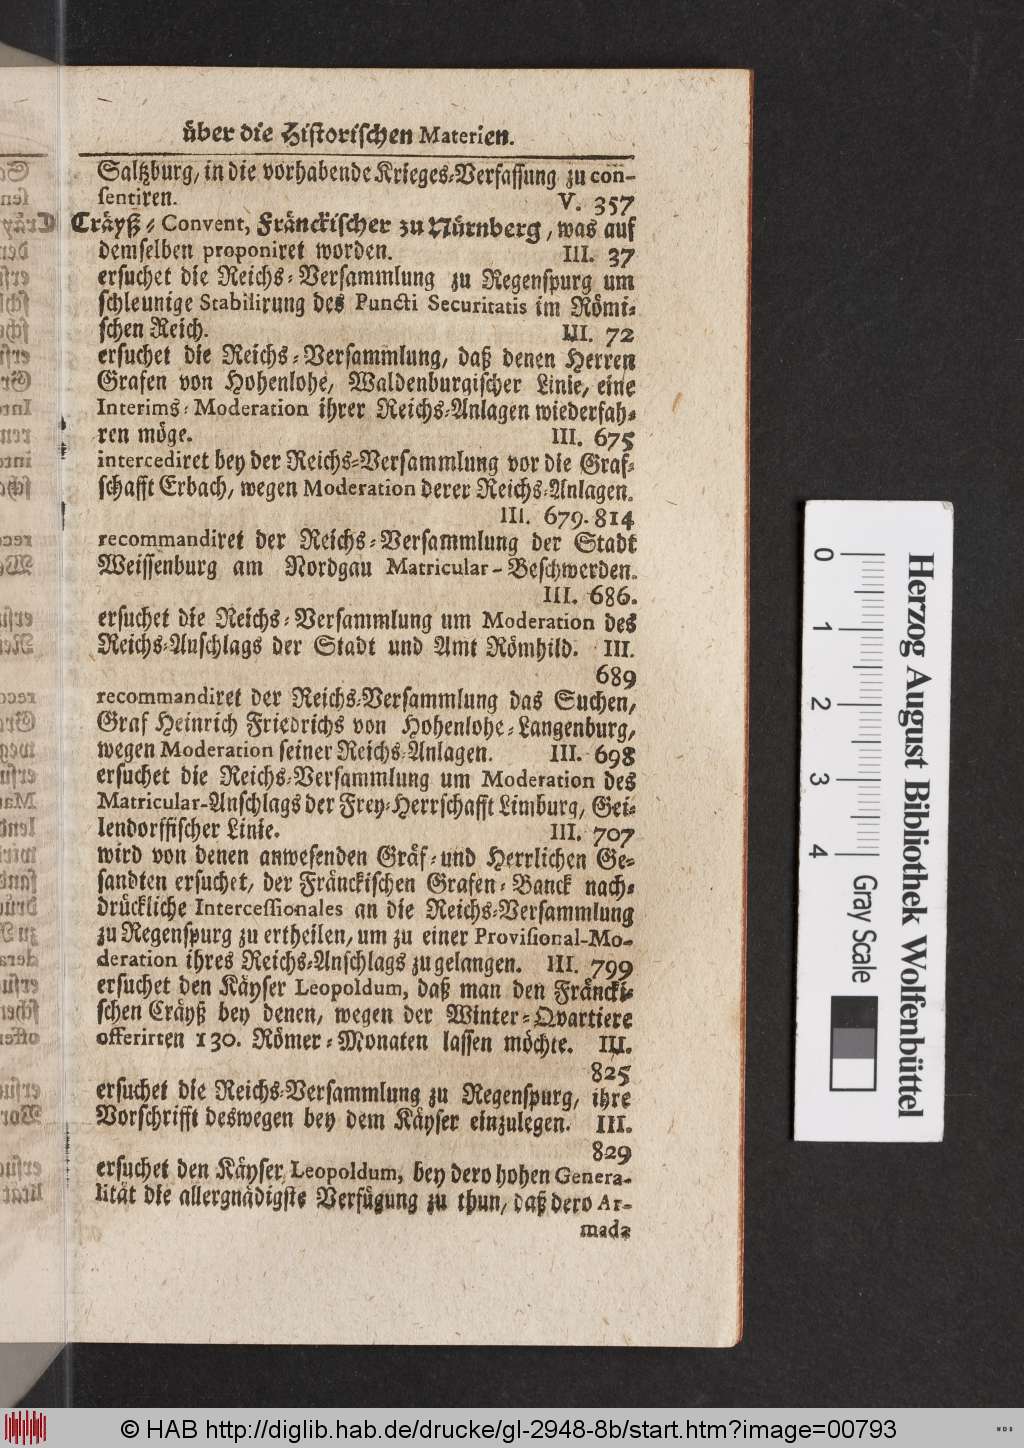 über die Historischen Materien.
Saltzburg, in die vorhabende Krieges-Verfassung zu con-
sentiren. V. 357
Cräyß-Convent, Fränckischer zu Nürnberg, was auf
demselben proponiret worden. III. 37
ersuchet die Reichs-Versammlung zu Regenspurg um
schleunige Stabilirung des Puncti Securitatis im Römi-
schen Reich. III. 72
ersuchet die Reichs-Versammlung, daß denen Herren
Grafen von Hohenlohe, Waldenburgischer Linie, eine
Interims-Moderation ihrer Reichs-Anlagen wiederfah-
ren möge. III. 675
intercediret bey der Reichs-Versammlung vor die Graf-
schafft Erbach, wegen Moderation derer Reichs-Anlagen.
III. 679. 814
recommandiret der Reichs-Versammlung der Stadt
Weissenburg am Nordgau Matricular-Beschwerden.
III. 686.
ersuchet die Reichs-Versammlung um Moderation des
Reichs-Anschlags der Stadt und Amt Römhild. III.
689
recommandiret der Reichs-Versammlung das Suchen,
Graf Heinrich Friedrichs von Hohenlohe-Langenburg,
wegen Moderation seiner Reichs-Anlagen. III. 698
ersuchet die Reichs-Versammlung um Moderation des
Matricular-Anschlags der Frey-Herrschafft Limburg, Gei-
lendorffischer Linie. III. 707
wird von denen anwesenden Gräf- und Herrlichen Ge-
sandten ersuchet, der Fränckischen Grafen-Banck nach-
drückliche Intercessionales an die Reichs-Versammlung
zu Regenspurg zu ertheilen, um zu einer Provisional-Mo-
deration ihres Reichs-Anschlags zu gelangen. III. 799
ersuchet den Käyser Leopoldum, daß man den Fräncki-
schen Cräyß bey denen, wegen der Winter-Qvartiere
offerirten 130. Römer-Monaten lassen möchte. III.
825
ersuchet die Reichs-Versammlung zu Regenspurg, ihre
Vorschrifft deswegen bey dem Käyser einzulegen. III.
829
ersuchet den Käyser Leopoldum, bey dero hohen Genera-
lität die allergnädigste Verfügung zu thun, daß dero Ar-
mada
0 1 2 3 4
Herzog August Bibliothek Wolfenbüttel
Gray Scale
© HAB http://diglib.hab.de/drucke/gl-2948-8b/start.htm?image=00793